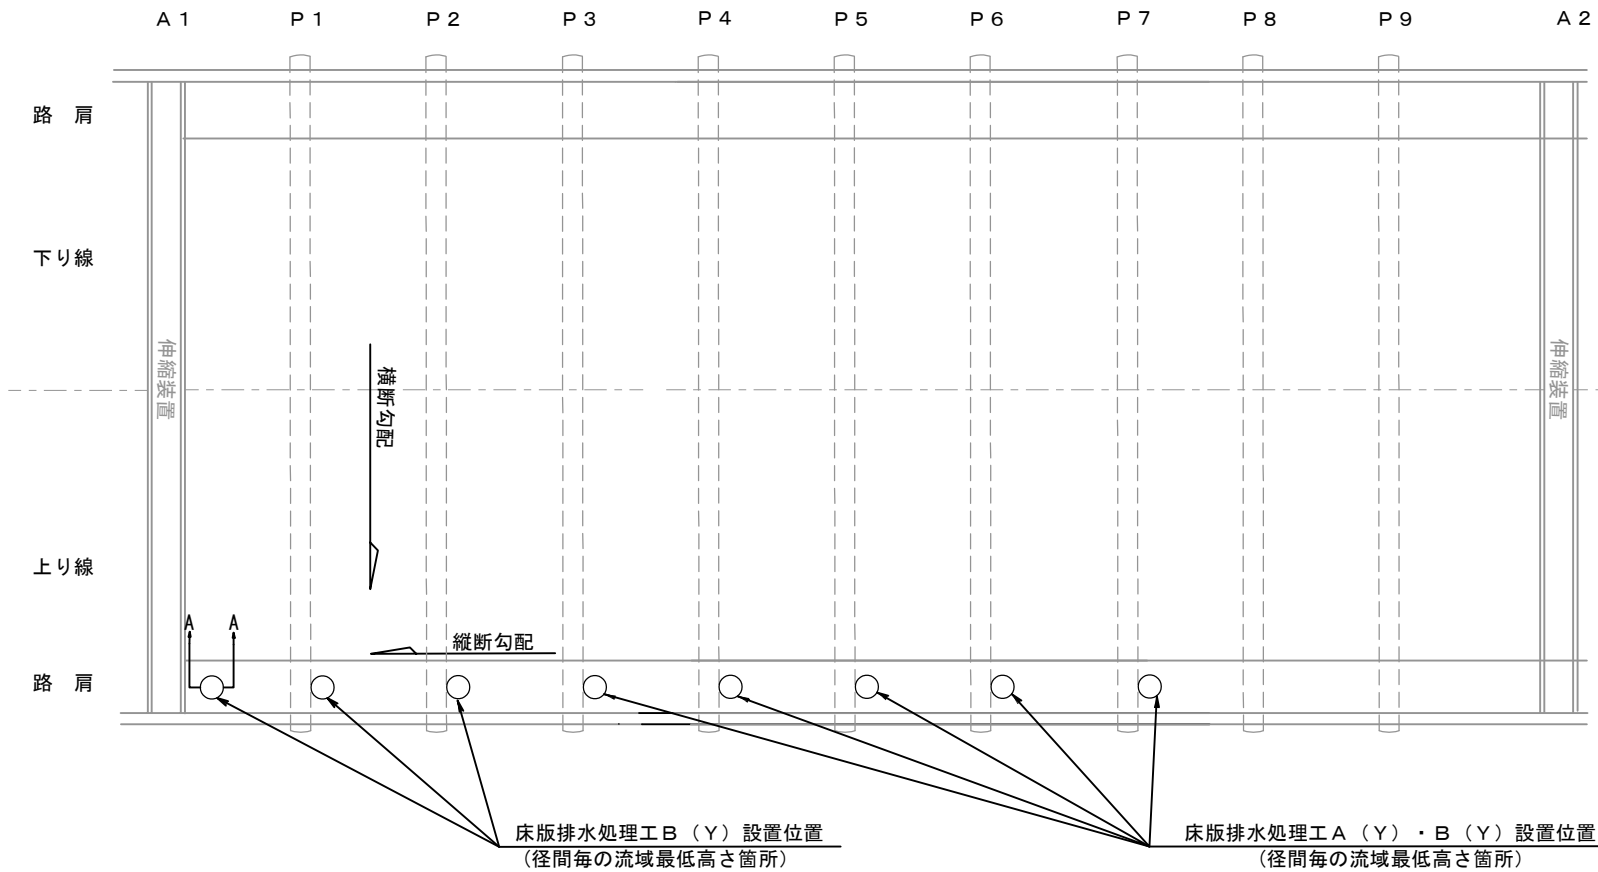 Ａ１　Ｐ１　Ｐ２　Ｐ３　Ｐ４　Ｐ５　Ｐ６　Ｐ７　Ｐ８　Ｐ９　Ａ２
路　肩
下り線
伸縮装置
横断勾配
伸縮装置
上り線
A A
縦断勾配
路　肩
床版排水処理工Ｂ（Ｙ）設置位置
（径間毎の流域最低高さ箇所）
床版排水処理工Ａ（Ｙ）・Ｂ（Ｙ）設置位置
（径間毎の流域最低高さ箇所）